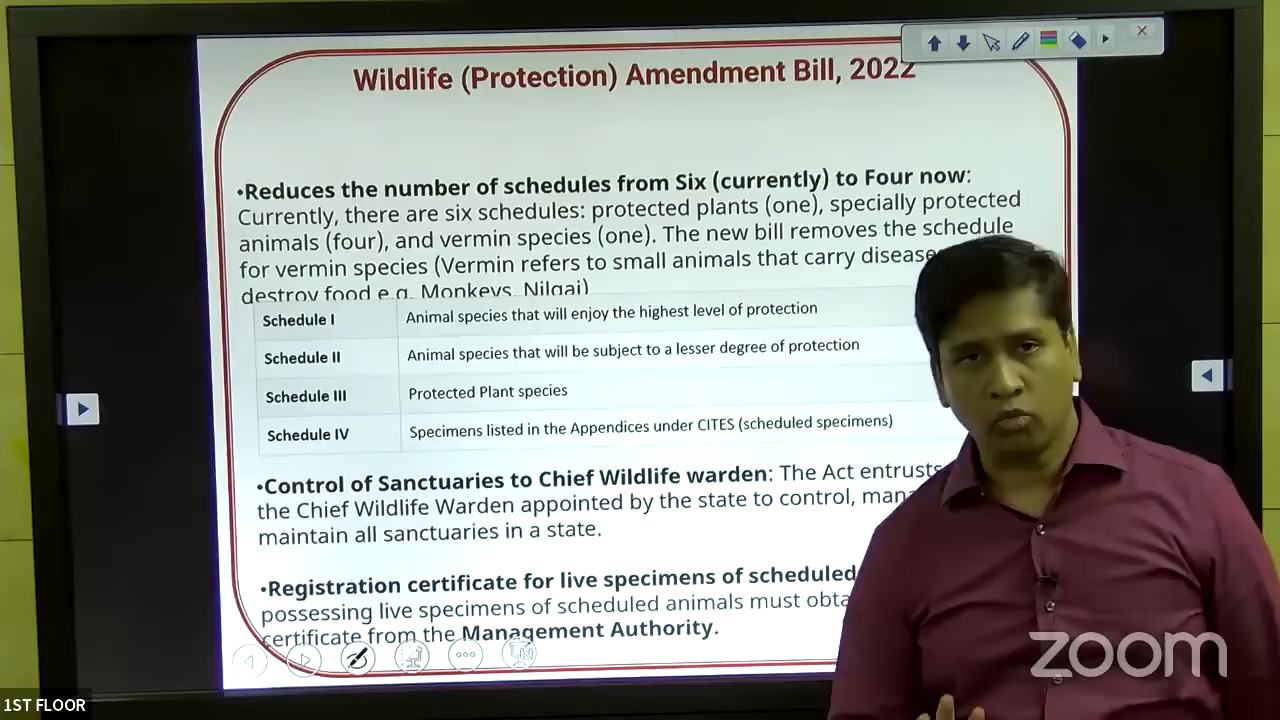 Wildlife (Protection) Amendment Bill, 2022
•Reduces the number of schedules from Six (currently) to Four now:
Currently, there are six schedules: protected plants (one), specially protected
animals (four), and vermin species (one). The new bill removes the schedule
for vermin species (Vermin refers to small animals that carry disease
destroy food e.g. Monkeys, Nilgai)
Schedule I Animal species that will enjoy the highest level of protection
Schedule II Animal species that will be subject to a lesser degree of protection
Schedule III Protected Plant species
Schedule IV Specimens listed in the Appendices under CITES (scheduled specimens)
•Control of Sanctuaries to Chief Wildlife warden: The Act entrusts
the Chief Wildlife Warden appointed by the state to control,
maintain all sanctuaries in a state.
•Registration certificate for live specimens of scheduled
possessing live specimens of scheduled animals must
certificate from the Management Authority.
zoom
1ST FLOOR